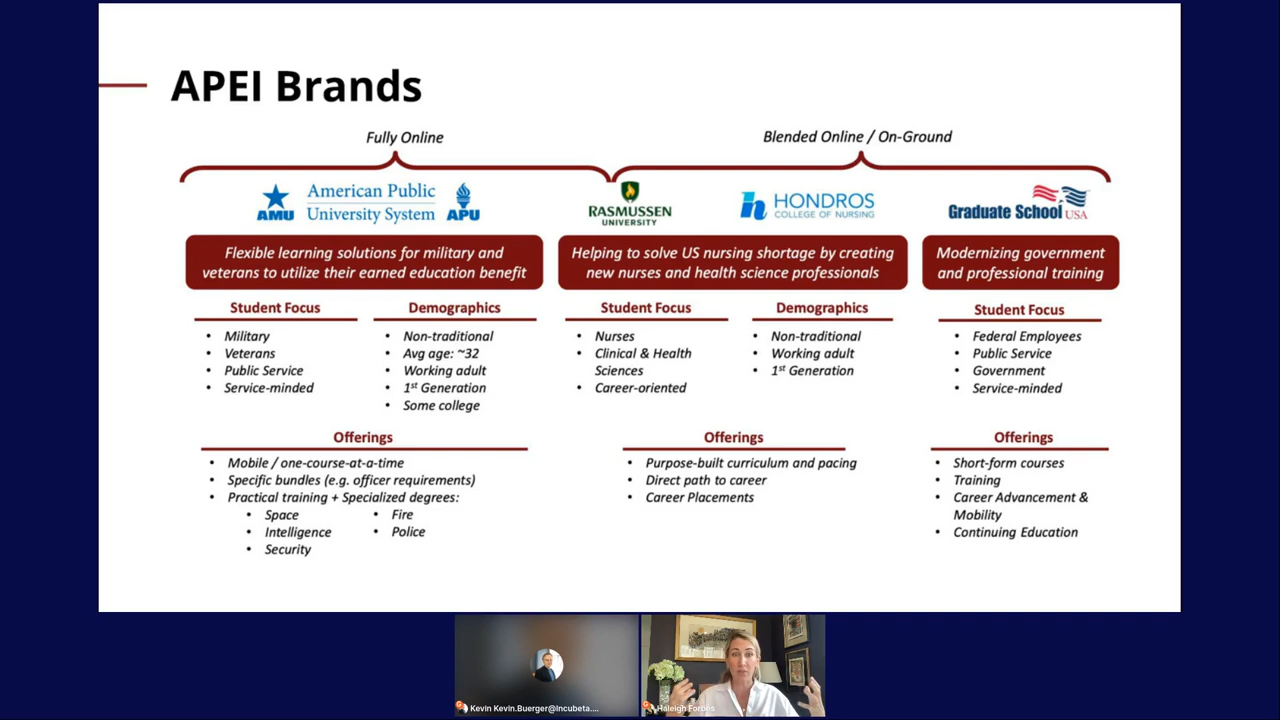 APEI Brands
Fully Online
Blended Online / On-Ground
AMU
American Public
University System
APU
RASMUSSEN
UNIVERSITY
HONDROS
COLLEGE OF NURSING
Graduate School USA
Flexible learning solutions for military and
veterans to utilize their earned education benefit
Helping to solve US nursing shortage by creating
new nurses and health science professionals
Modernizing government
and professional training
Student Focus
• Military
• Veterans
• Public Service
• Service-minded
Demographics
• Non-traditional
• Avg age: ~32
• Working adult
• 1st Generation
• Some college
Student Focus
• Nurses
• Clinical & Health
Sciences
• Career-oriented
Demographics
• Non-traditional
• Working adult
• 1st Generation
Student Focus
• Federal Employees
• Public Service
• Government
• Service-minded
Offerings
• Mobile / one-course-at-a-time
• Specific bundles (e.g. officer requirements)
• Practical training + Specialized degrees:
• Space
• Intelligence
• Security
• Fire
• Police
Offerings
• Purpose-built curriculum and pacing
• Direct path to career
• Career Placements
Offerings
• Short-form courses
• Training
• Career Advancement &
Mobility
• Continuing Education
Kevin Kevin.Buerger@Incubeta....
Haleigh Forbes